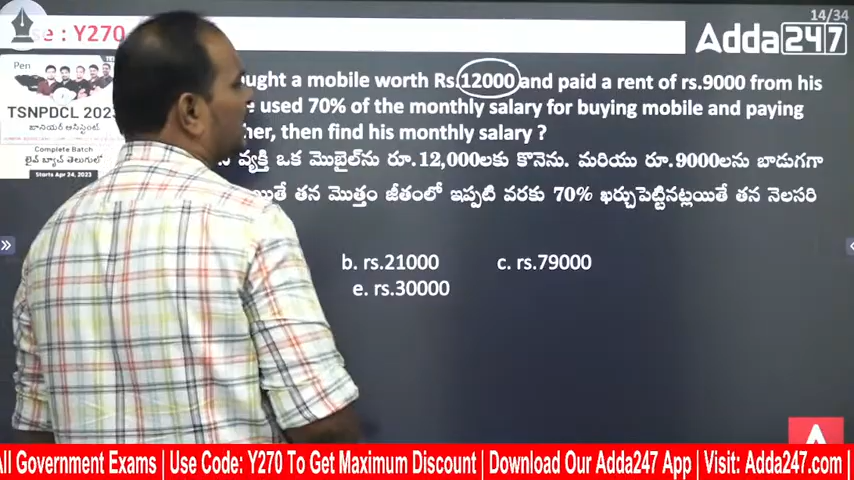 se : Y270
14/34
Adda247
Pen
TSNPDCL 2023
జూనియర్ అసిస్టెంట్
Complete Batch
లైవ్ బ్యాచ్ తెలుగులో
Starts Apr 24, 2023
ought a mobile worth Rs.12000 and paid a rent of rs.9000 from his
e used 70% of the monthly salary for buying mobile and paying
her, then find his monthly salary ?
వ్యక్తి ఒక మొబైల్‌ను రూ.12,000లకు కొనెను. మరియు రూ.9000లను బాడుగగా
యితే తన మొత్తం జీతంలో ఇప్పటి వరకు 70% ఖర్చుపెట్టినట్లయితే తన నెలసరి
b. rs.21000 c. rs.79000
e. rs.30000
All Government Exams | Use Code: Y270 To Get Maximum Discount | Download Our Adda247 App | Visit: Adda247.com |